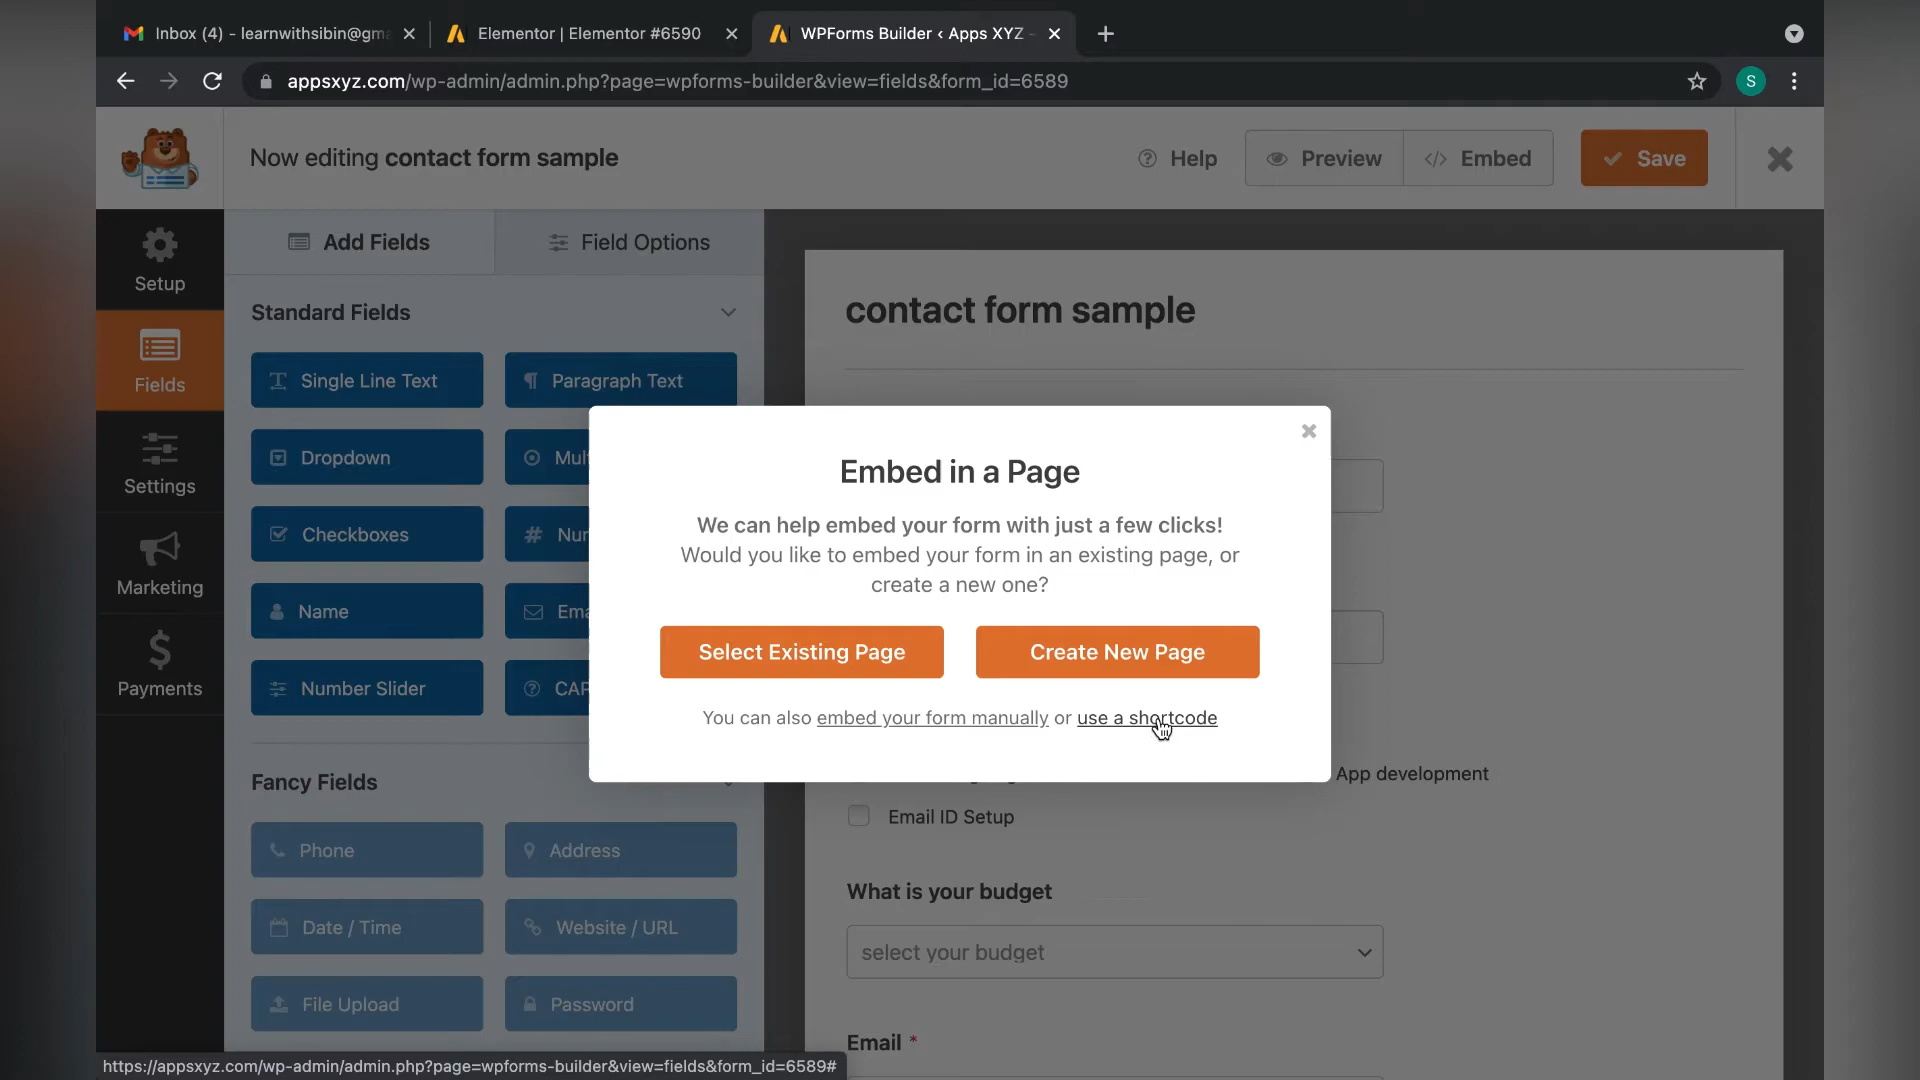 Inbox (4) - learnwithsibin@gma
Elementor | Elementor #6590
WPForms Builder ‹ Apps XYZ -
appsxyz.com/wp-admin/admin.php?page=wpforms-builder&view=fields&form_id=6589
S
Now editing contact form sample
Help
Preview
Embed
Save
Setup
Fields
Settings
Marketing
Payments
Add Fields
Field Options
Standard Fields
Single Line Text
Paragraph Text
Dropdown
Mul
Checkboxes
Nur
Name
Ema
Number Slider
CAP
Fancy Fields
Phone
Address
Date / Time
Website / URL
File Upload
Password
contact form sample
Embed in a Page
We can help embed your form with just a few clicks!
Would you like to embed your form in an existing page, or
create a new one?
Select Existing Page
Create New Page
You can also embed your form manually or use a shortcode
App development
Email ID Setup
What is your budget
select your budget
Email *
https://appsxyz.com/wp-admin/admin.php?page=wpforms-builder&view=fields&form_id=6589#